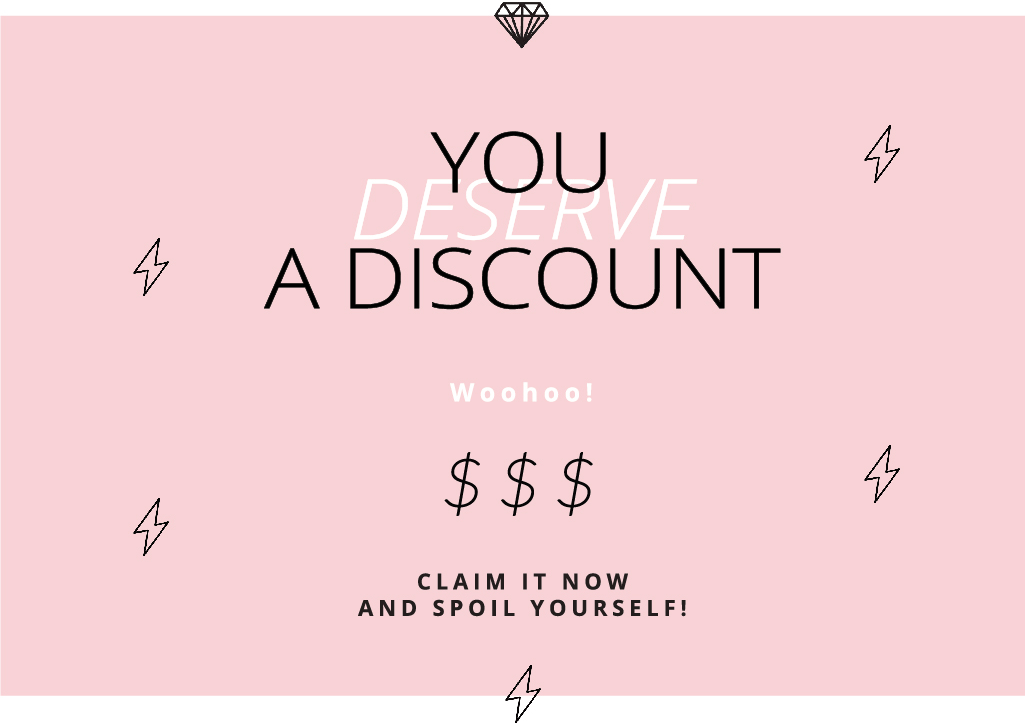 YOU
DESERVE
A DISCOUNT
Woohoo!
$ $ $
CLAIM IT NOW
AND SPOIL YOURSELF!